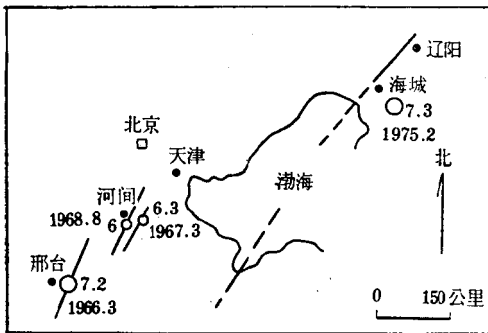 辽阳
海城
7.3
1975.2
北京
天津
北
渤海
河间
1968.8
6
6.3
1967.3
邢台
7.2
1966.3
0 150公里